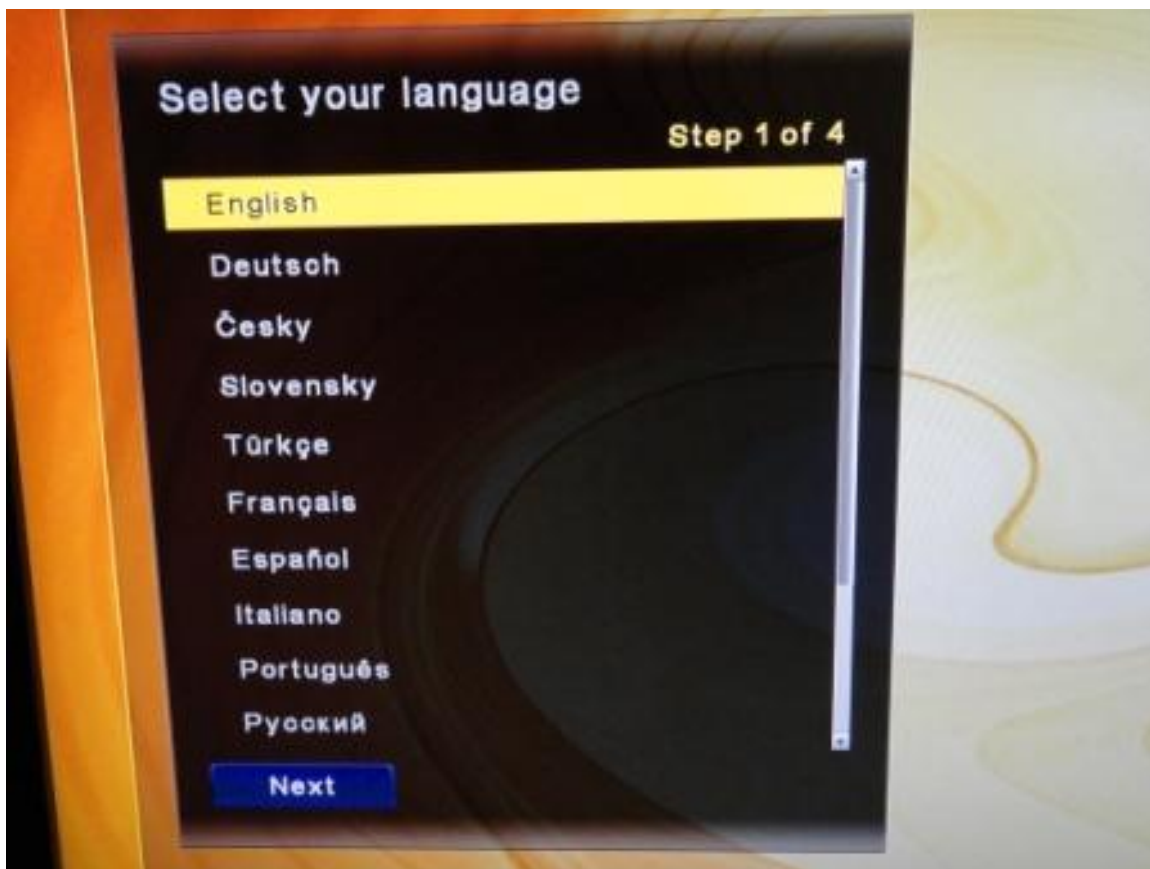 Select your language
Step 1 of 4
English
Deutsch
Česky
Slovensky
Türkçe
Français
Español
Italiano
Português
Русский
Next